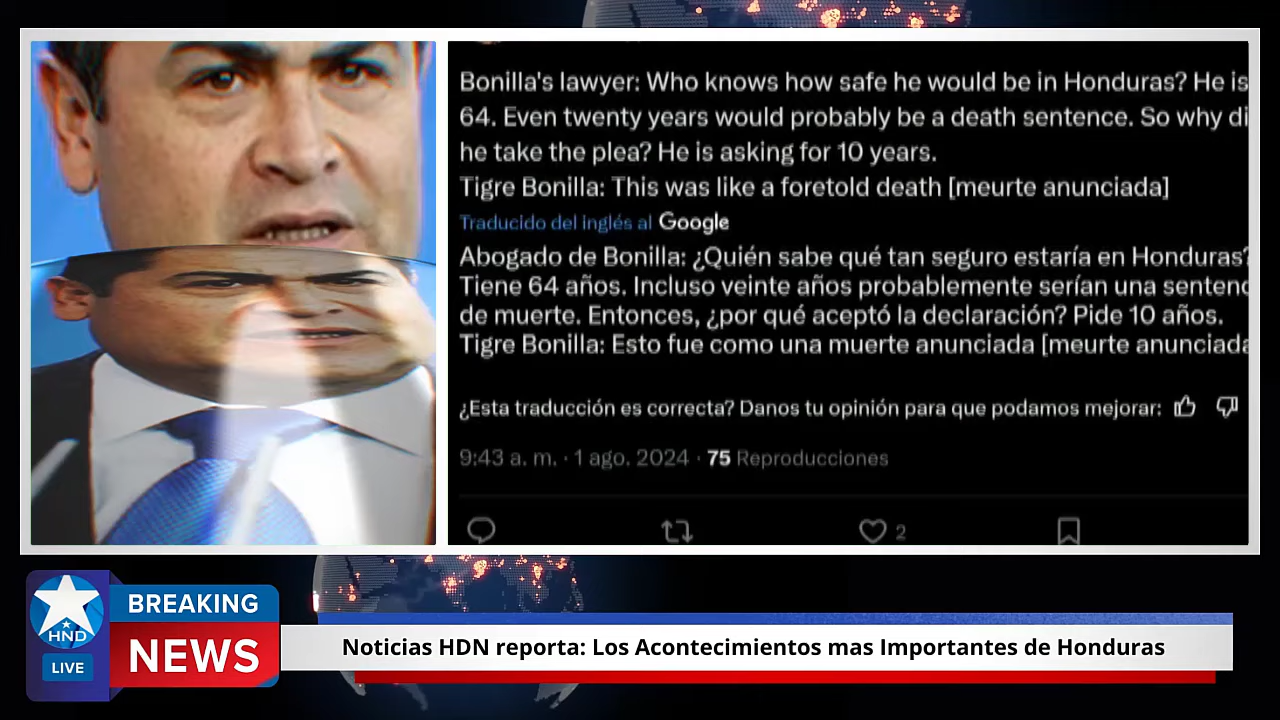 Bonilla's lawyer: Who knows how safe he would be in Honduras? He is
64. Even twenty years would probably be a death sentence. So why di
he take the plea? He is asking for 10 years.
Tigre Bonilla: This was like a foretold death [meurte anunciada]
Traducido del inglés al Google
Abogado de Bonilla: ¿Quién sabe qué tan seguro estaría en Honduras?
Tiene 64 años. Incluso veinte años probablemente serían una sentenc
de muerte. Entonces, ¿por qué aceptó la declaración? Pide 10 años.
Tigre Bonilla: Esto fue como una muerte anunciada [meurte anunciada
¿Esta traducción es correcta? Danos tu opinión para que podamos mejorar:
9:43 a. m. · 1 ago. 2024 · 75 Reproducciones
2
HND
LIVE
BREAKING
NEWS
Noticias HDN reporta: Los Acontecimientos mas Importantes de Honduras